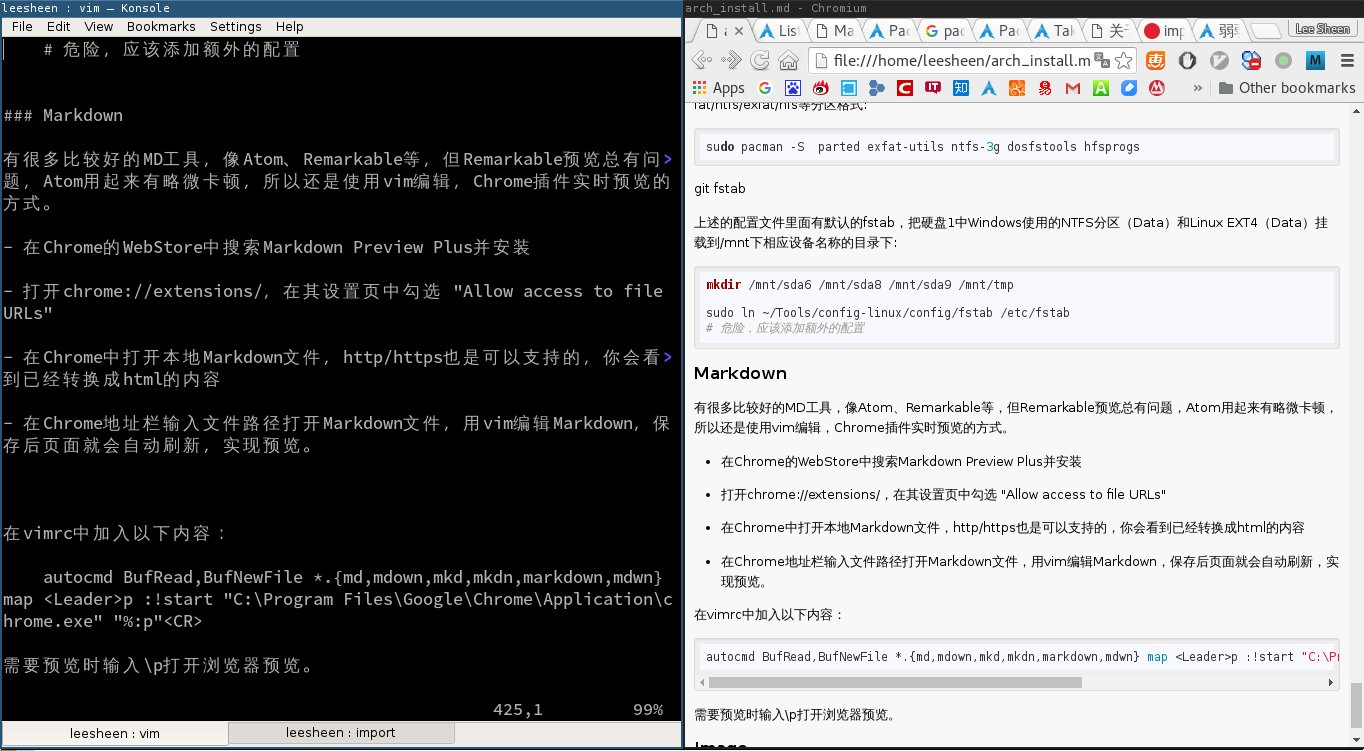 leesheen : vim – Konsole
File Edit View Bookmarks Settings Help
# 危险，应该添加额外的配置
### Markdown
有很多比较好的MD工具，像Atom、Remarkable等，但Remarkable预览总有问>
题，Atom用起来有略微卡顿，所以还是使用vim编辑，Chrome插件实时预览的
方式。
- 在Chrome的WebStore中搜索Markdown Preview Plus并安装
- 打开chrome://extensions/，在其设置页中勾选 "Allow access to file
URLs"
- 在Chrome中打开本地Markdown文件，http/https也是可以支持的，你会看>
到已经转换成html的内容
- 在Chrome地址栏输入文件路径打开Markdown文件，用vim编辑Markdown，保
存后页面就会自动刷新，实现预览。
在vimrc中加入以下内容：
autocmd BufRead,BufNewFile *.{md,mdown,mkd,mkdn,markdown,mdwn}
map <Leader>p :!start "C:\Program Files\Google\Chrome\Application\c
hrome.exe" "%:p"<CR>
需要预览时输入\p打开浏览器预览。
425,1 99%
leesheen : vim
leesheen : import
arch_install.md - Chromium
a Lis Ma Pac pac Pac Tak 关于 imp 弱弱 Lee Sheen
file:///home/leesheen/arch_install.m
Apps Other bookmarks
fat/ntfs/exfat/hfs等分区格式:
sudo pacman -S parted exfat-utils ntfs-3g dosfstools hfsprogs
git fstab
上述的配置文件里面有默认的fstab，把硬盘1中Windows使用的NTFS分区（Data）和Linux EXT4（Data）挂
载到/mnt下相应设备名称的目录下:
mkdir /mnt/sda6 /mnt/sda8 /mnt/sda9 /mnt/tmp
sudo ln ~/Tools/config-linux/config/fstab /etc/fstab
# 危险，应该添加额外的配置
Markdown
有很多比较好的MD工具，像Atom、Remarkable等，但Remarkable预览总有问题，Atom用起来有略微卡顿，
所以还是使用vim编辑，Chrome插件实时预览的方式。
• 在Chrome的WebStore中搜索Markdown Preview Plus并安装
• 打开chrome://extensions/，在其设置页中勾选 "Allow access to file URLs"
• 在Chrome中打开本地Markdown文件，http/https也是可以支持的，你会看到已经转换成html的内容
• 在Chrome地址栏输入文件路径打开Markdown文件，用vim编辑Markdown，保存后页面就会自动刷新，实
现预览。
在vimrc中加入以下内容：
autocmd BufRead,BufNewFile *.{md,mdown,mkd,mkdn,markdown,mdwn} map <Leader>p :!start "C:\Pr
需要预览时输入\p打开浏览器预览。
Image